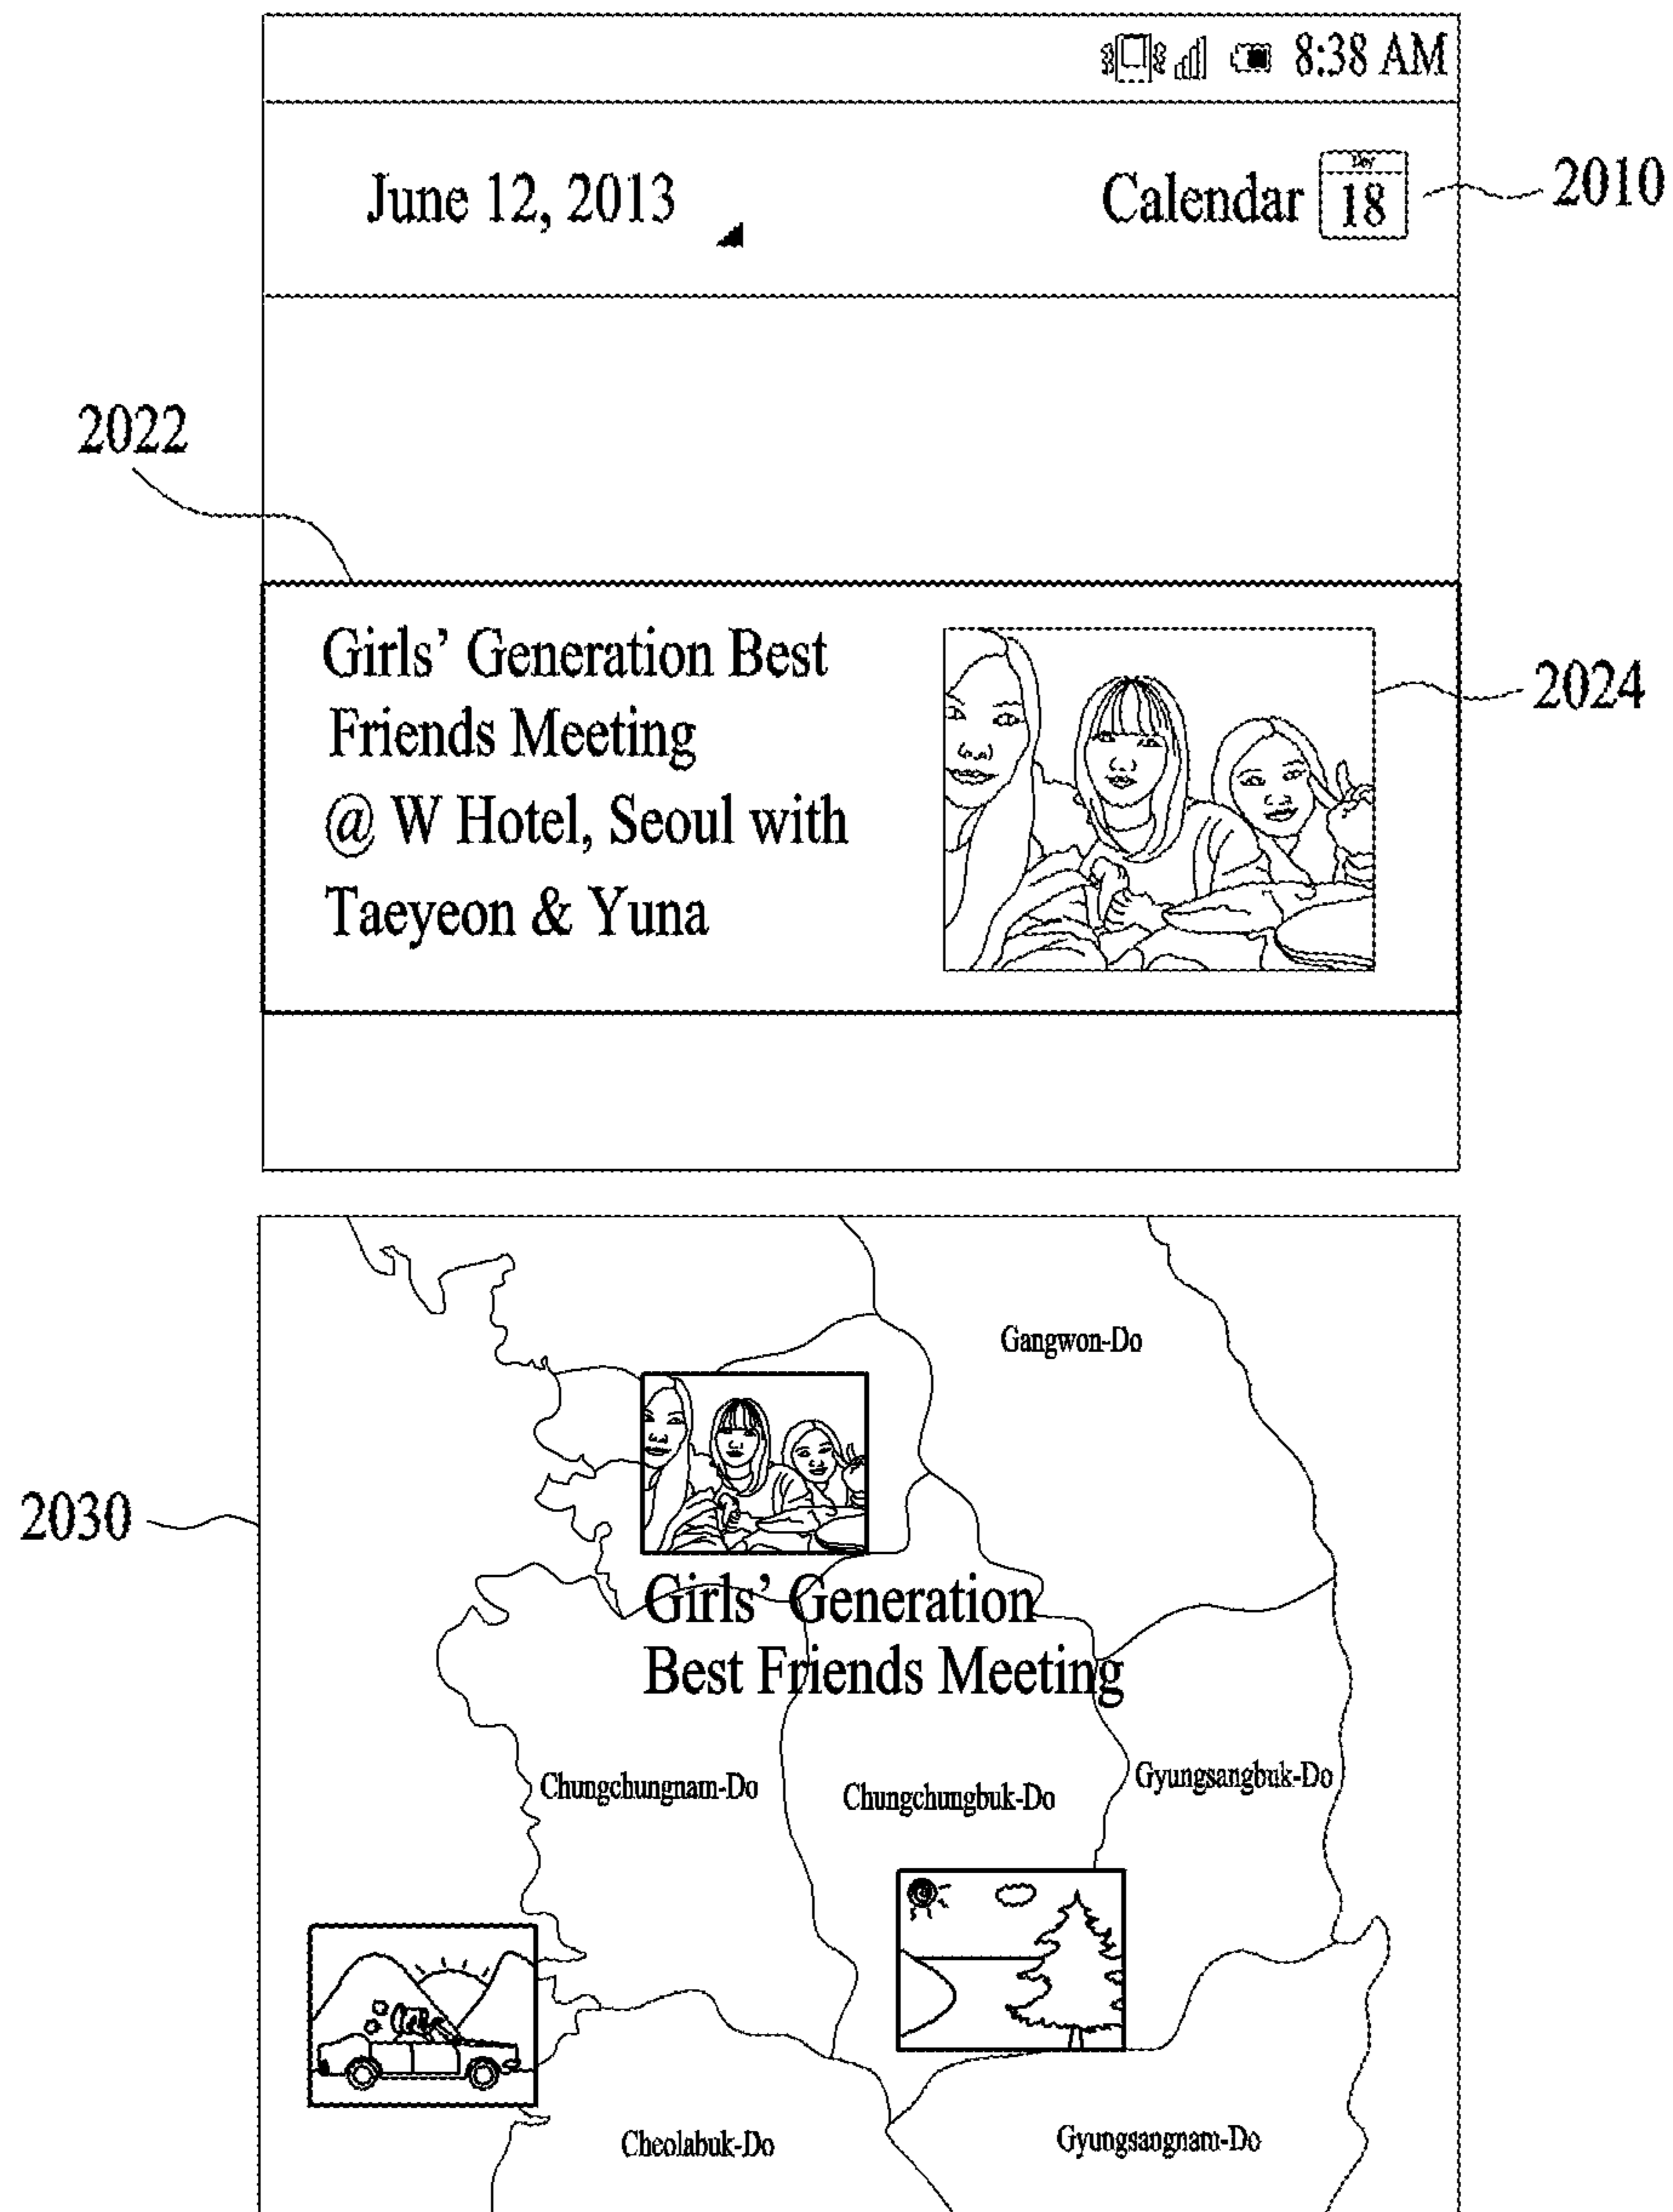 8:38 AM
June 12, 2013
Calendar
Day
18
2010
2022
Girls’ Generation Best
Friends Meeting
@ W Hotel, Seoul with
Taeyeon & Yuna
2024
Gangwon-Do
2030
Girls’ Generation
Best Friends Meeting
Chungchungnam-Do
Chungchungbuk-Do
Gyungsangbuk-Do
Cheolabuk-Do
Gyungsangnam-Do